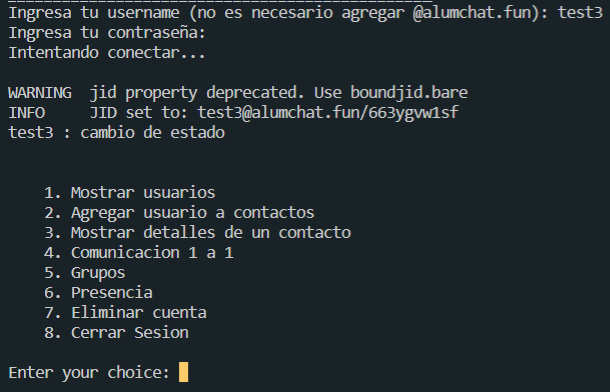 Ingresa tu username (no es necesario agregar @alumchat.fun): test3
Ingresa tu contraseña:
Intentando conectar...
WARNING  jid property deprecated. Use boundjid.bare
INFO     JID set to: test3@alumchat.fun/663ygvw1sf
test3 : cambio de estado
1. Mostrar usuarios
2. Agregar usuario a contactos
3. Mostrar detalles de un contacto
4. Comunicacion 1 a 1
5. Grupos
6. Presencia
7. Eliminar cuenta
8. Cerrar Sesion
Enter your choice: